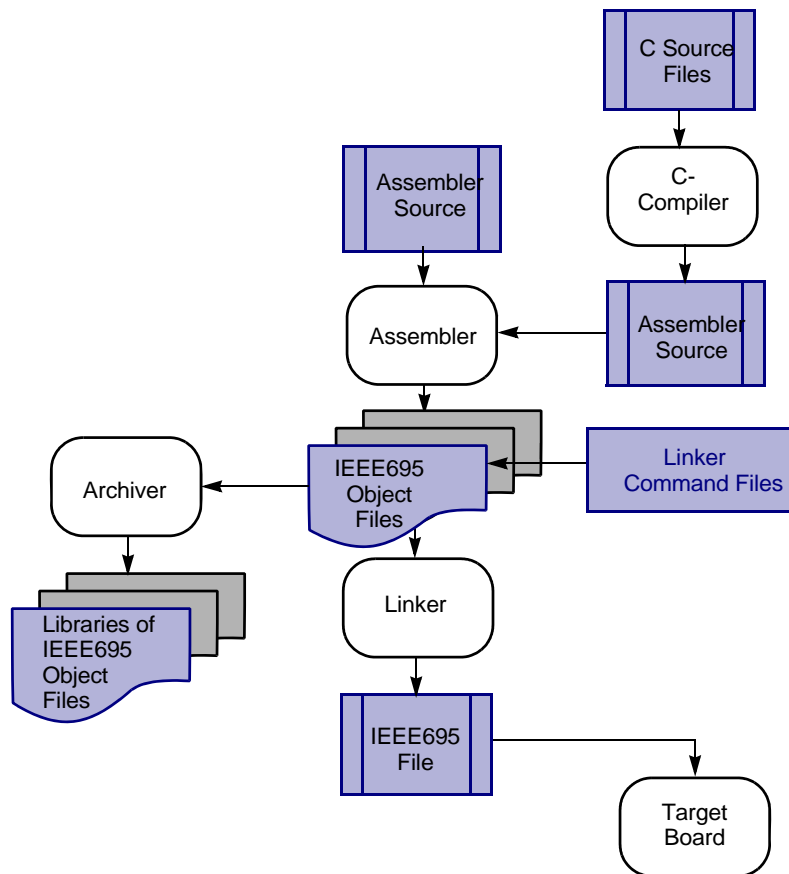 C Source
Files
Assembler
Source
C-
Compiler
Assembler
Assembler
Source
IEEE695
Object
Files
Linker
Command Files
Archiver
Libraries of
IEEE695
Object
Files
Linker
IEEE695
File
Target
Board